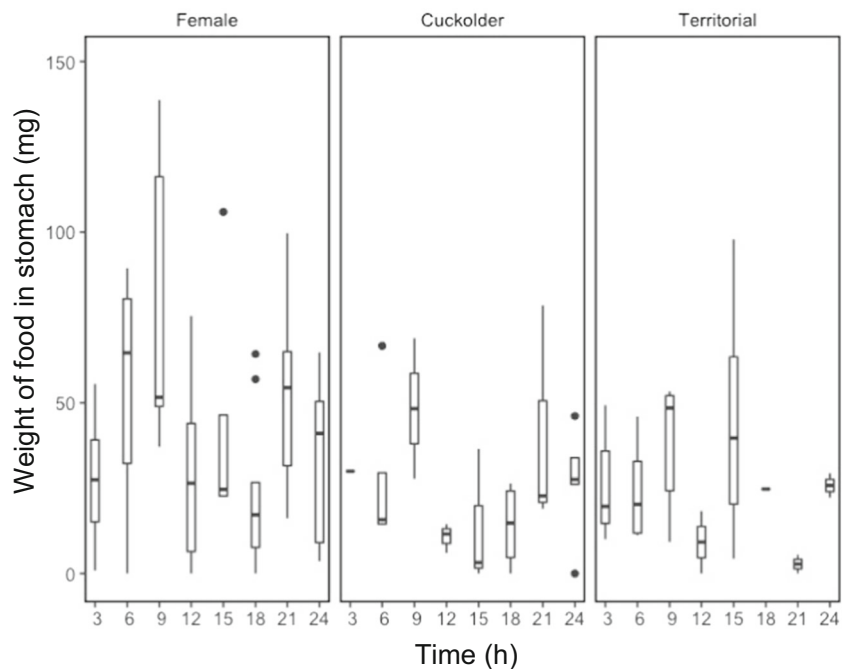 Female Cuckolder Territorial
Weight of food in stomach (mg)
150
100
50
0
3 6 9 12 15 18 21 24 3 6 9 12 15 18 21 24 3 6 9 12 15 18 21 24
Time (h)